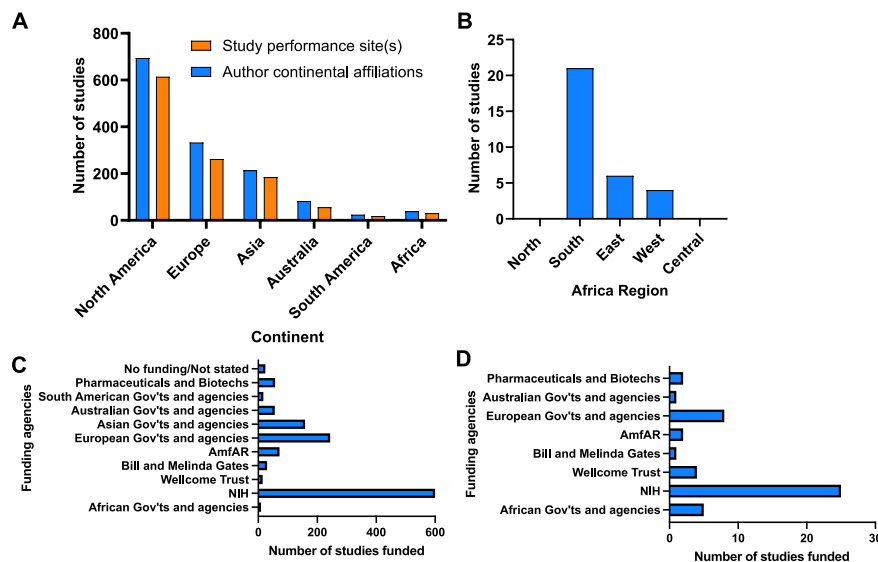 A
Number of studies
800
600
400
200
0
Study performance site(s)
Author continental affiliations
North America
Europe
Asia
Australia
South America
Africa
Continent
B
Number of studies
25
20
15
10
5
0
North
South
East
West
Central
Africa Region
C
Funding agencies
No funding/Not stated
Pharmaceuticals and Biotechs
South American Gov'ts and agencies
Australian Gov'ts and agencies
Asian Gov'ts and agencies
European Gov'ts and agencies
AmfAR
Bill and Melinda Gates
Wellcome Trust
NIH
African Gov'ts and agencies
0 200 400 600
Number of studies funded
D
Funding agencies
Pharmaceuticals and Biotechs
Australian Gov'ts and agencies
European Gov'ts and agencies
AmfAR
Bill and Melinda Gates
Wellcome Trust
NIH
African Gov'ts and agencies
0 10 20 30
Number of studies funded